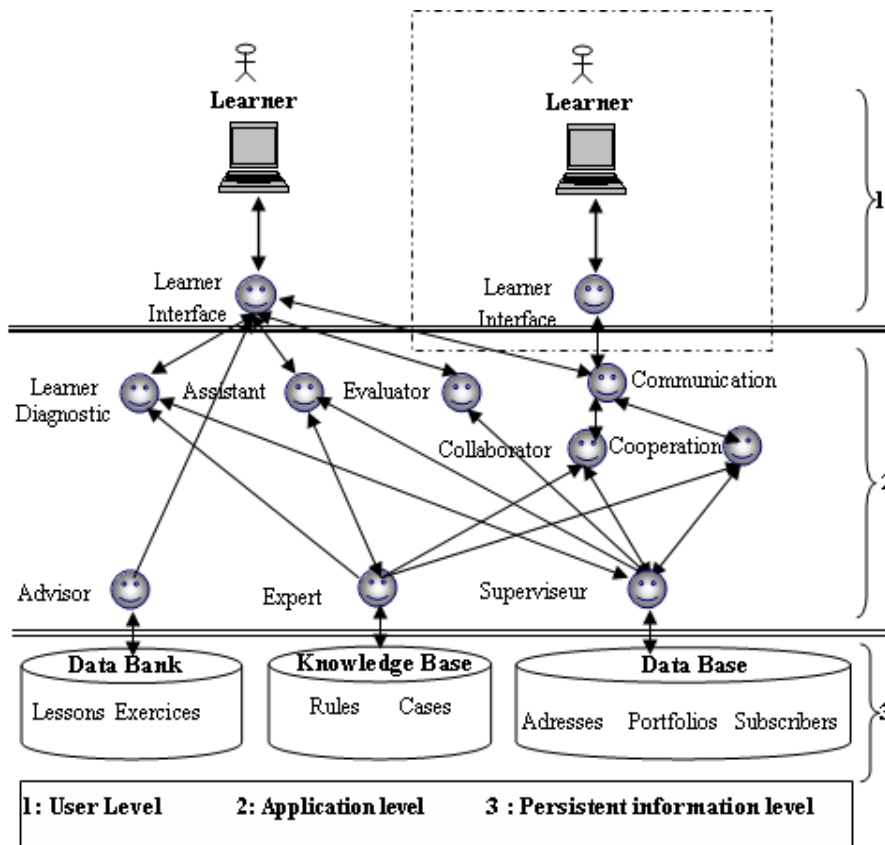 Learner
Learner
1
Learner
Interface
Learner
Interface
Learner
Diagnostic
Assistant
Evaluator
Communication
Collaborator
Cooperation
2
Advisor
Expert
Superviseur
Data Bank
Knowledge Base
Data Base
Lessons Exercices
Rules Cases
Adresses Portfolios Subscribers
3
1: User Level 2: Application level 3 : Persistent information level